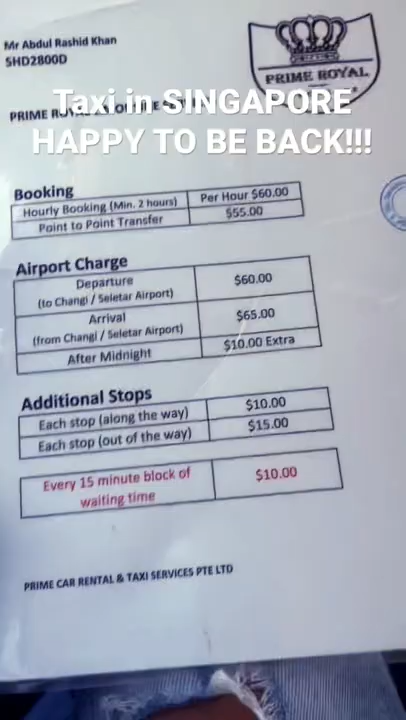 Mr Abdul Rashid Khan
SHD2800D
PRIME ROYAL
PRIME
Taxi in SINGAPORE
HAPPY TO BE BACK!!!
Booking
Hourly Booking (Min. 2 hours) Per Hour $60.00
Point to Point Transfer $55.00
Airport Charge
Departure
(to Changi / Seletar Airport) $60.00
Arrival
(from Changi / Seletar Airport) $65.00
After Midnight $10.00 Extra
Additional Stops
Each stop (along the way) $10.00
Each stop (out of the way) $15.00
Every 15 minute block of
waiting time $10.00
PRIME CAR RENTAL & TAXI SERVICES PTE LTD